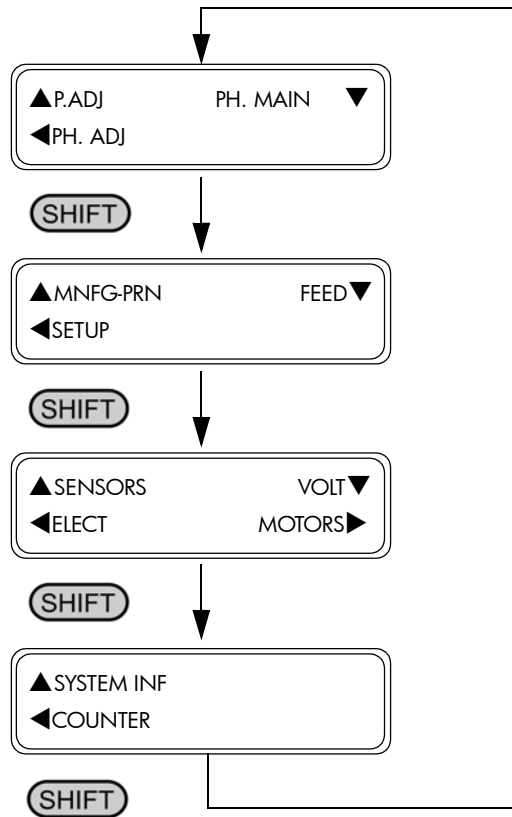 ▲P.ADJ PH. MAIN ▼
◀PH. ADJ
SHIFT
▲MNFG-PRN FEED▼
◀SETUP
SHIFT
▲SENSORS VOLT▼
◀ELECT MOTORS▶
SHIFT
▲SYSTEM INF
◀COUNTER
SHIFT